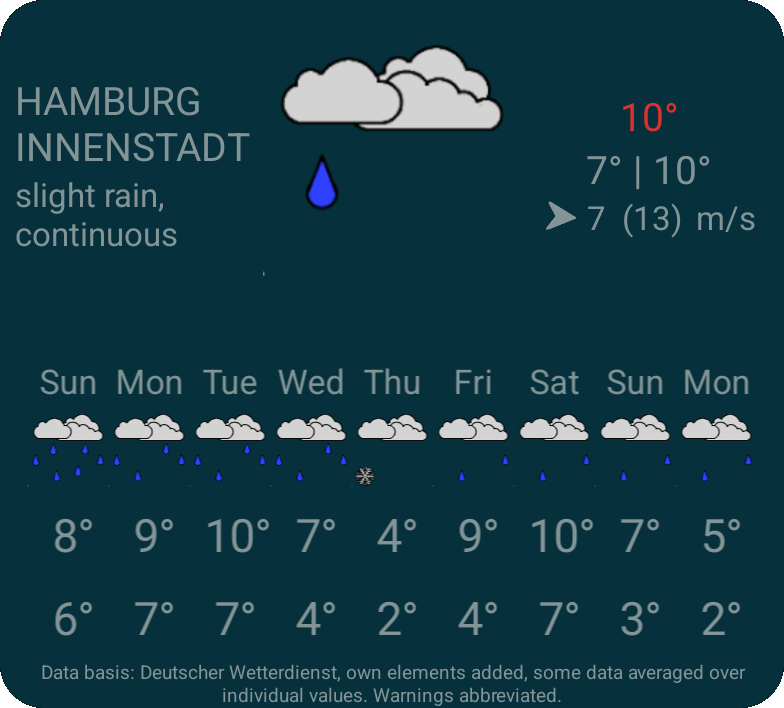 HAMBURG
INNENSTADT
slight rain,
continuous
10°
7° | 10°
7 (13) m/s
Sun Mon Tue Wed Thu Fri Sat Sun Mon
8° 9° 10° 7° 4° 9° 10° 7° 5°
6° 7° 7° 4° 2° 4° 7° 3° 2°
Data basis: Deutscher Wetterdienst, own elements added, some data averaged over
individual values. Warnings abbreviated.